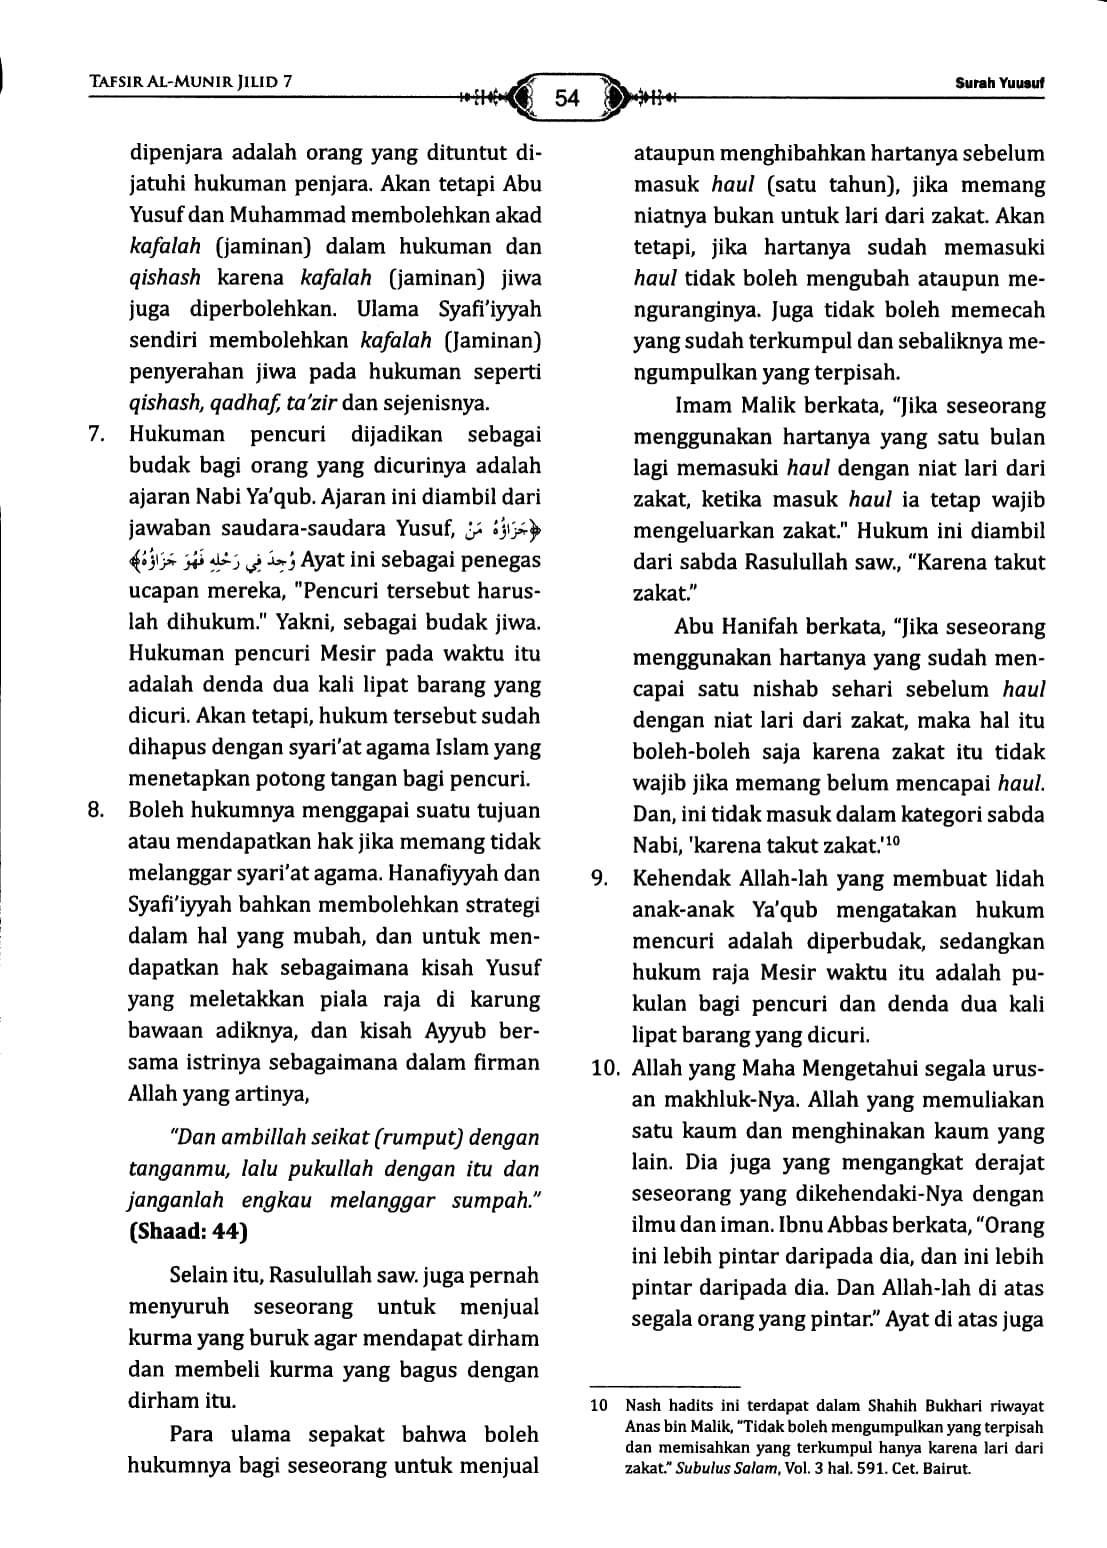 TAFSIR AL-MUNIR JILID 7
54
Surah Yuusuf
dipenjara adalah orang yang dituntut di-
jatuhi hukuman penjara. Akan tetapi Abu
Yusuf dan Muhammad membolehkan akad
kafalah (jaminan) dalam hukuman dan
qishash karena kafalah (jaminan) jiwa
juga diperbolehkan. Ulama Syafi'iyyah
sendiri membolehkan kafalah (Jaminan)
penyerahan jiwa pada hukuman seperti
qishash, qadhaf, ta'zir dan sejenisnya.
7. Hukuman pencuri dijadikan sebagai
budak bagi orang yang dicurinya adalah
ajaran Nabi Ya'qub. Ajaran ini diambil dari
jawaban saudara-saudara Yusuf, ﴿جَزَاؤُهُ مَنْ
وُجِدَ فِي رَحْلِهِ فَهُوَ جَزَاؤُهُ﴾ Ayat ini sebagai penegas
ucapan mereka, "Pencuri tersebut harus-
lah dihukum." Yakni, sebagai budak jiwa.
Hukuman pencuri Mesir pada waktu itu
adalah denda dua kali lipat barang yang
dicuri. Akan tetapi, hukum tersebut sudah
dihapus dengan syari'at agama Islam yang
menetapkan potong tangan bagi pencuri.
8. Boleh hukumnya menggapai suatu tujuan
atau mendapatkan hak jika memang tidak
melanggar syari'at agama. Hanafiyyah dan
Syafi'iyyah bahkan membolehkan strategi
dalam hal yang mubah, dan untuk men-
dapatkan hak sebagaimana kisah Yusuf
yang meletakkan piala raja di karung
bawaan adiknya, dan kisah Ayyub ber-
sama istrinya sebagaimana dalam firman
Allah yang artinya,
"Dan ambillah seikat (rumput) dengan
tanganmu, lalu pukullah dengan itu dan
janganlah engkau melanggar sumpah."
(Shaad: 44)
Selain itu, Rasulullah saw. juga pernah
menyuruh seseorang untuk menjual
kurma yang buruk agar mendapat dirham
dan membeli kurma yang bagus dengan
dirham itu.
Para ulama sepakat bahwa boleh
hukumnya bagi seseorang untuk menjual
ataupun menghibahkan hartanya sebelum
masuk haul (satu tahun), jika memang
niatnya bukan untuk lari dari zakat. Akan
tetapi, jika hartanya sudah memasuki
haul tidak boleh mengubah ataupun me-
nguranginya. Juga tidak boleh memecah
yang sudah terkumpul dan sebaliknya me-
ngumpulkan yang terpisah.
Imam Malik berkata, "Jika seseorang
menggunakan hartanya yang satu bulan
lagi memasuki haul dengan niat lari dari
zakat, ketika masuk haul ia tetap wajib
mengeluarkan zakat." Hukum ini diambil
dari sabda Rasulullah saw., "Karena takut
zakat."
Abu Hanifah berkata, "Jika seseorang
menggunakan hartanya yang sudah men-
capai satu nishab sehari sebelum haul
dengan niat lari dari zakat, maka hal itu
boleh-boleh saja karena zakat itu tidak
wajib jika memang belum mencapai haul.
Dan, ini tidak masuk dalam kategori sabda
Nabi, 'karena takut zakat.'10
9. Kehendak Allah-lah yang membuat lidah
anak-anak Ya'qub mengatakan hukum
mencuri adalah diperbudak, sedangkan
hukum raja Mesir waktu itu adalah pu-
kulan bagi pencuri dan denda dua kali
lipat barang yang dicuri.
10. Allah yang Maha Mengetahui segala urus-
an makhluk-Nya. Allah yang memuliakan
satu kaum dan menghinakan kaum yang
lain. Dia juga yang mengangkat derajat
seseorang yang dikehendaki-Nya dengan
ilmu dan iman. Ibnu Abbas berkata, "Orang
ini lebih pintar daripada dia, dan ini lebih
pintar daripada dia. Dan Allah-lah di atas
segala orang yang pintar." Ayat di atas juga
10 Nash hadits ini terdapat dalam Shahih Bukhari riwayat
Anas bin Malik, "Tidak boleh mengumpulkan yang terpisah
dan memisahkan yang terkumpul hanya karena lari dari
zakat." Subulus Salam, Vol. 3 hal. 591. Cet. Bairut.